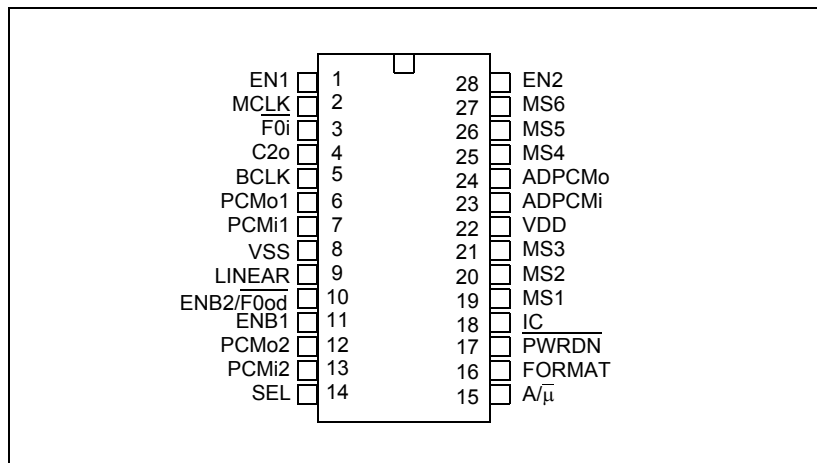 EN1 1 28 EN2
MCLK 2 27 MS6
F0i 3 26 MS5
C2o 4 25 MS4
BCLK 5 24 ADPCMo
PCMo1 6 23 ADPCMi
PCMi1 7 22 VDD
VSS 8 21 MS3
LINEAR 9 20 MS2
ENB2/F0od 10 19 MS1
ENB1 11 18 IC
PCMo2 12 17 PWRDN
PCMi2 13 16 FORMAT
SEL 14 15 A/μ